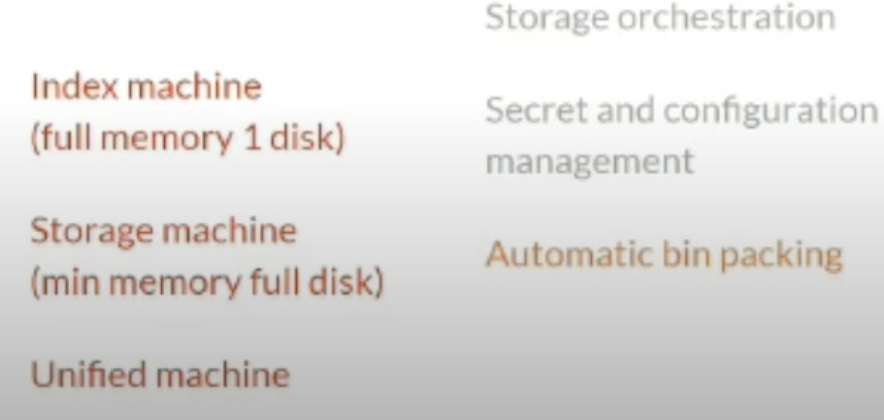 Index machine
(full memory 1 disk)
Storage machine
(min memory full disk)
Unified machine
Storage orchestration
Secret and configuration
management
Automatic bin packing